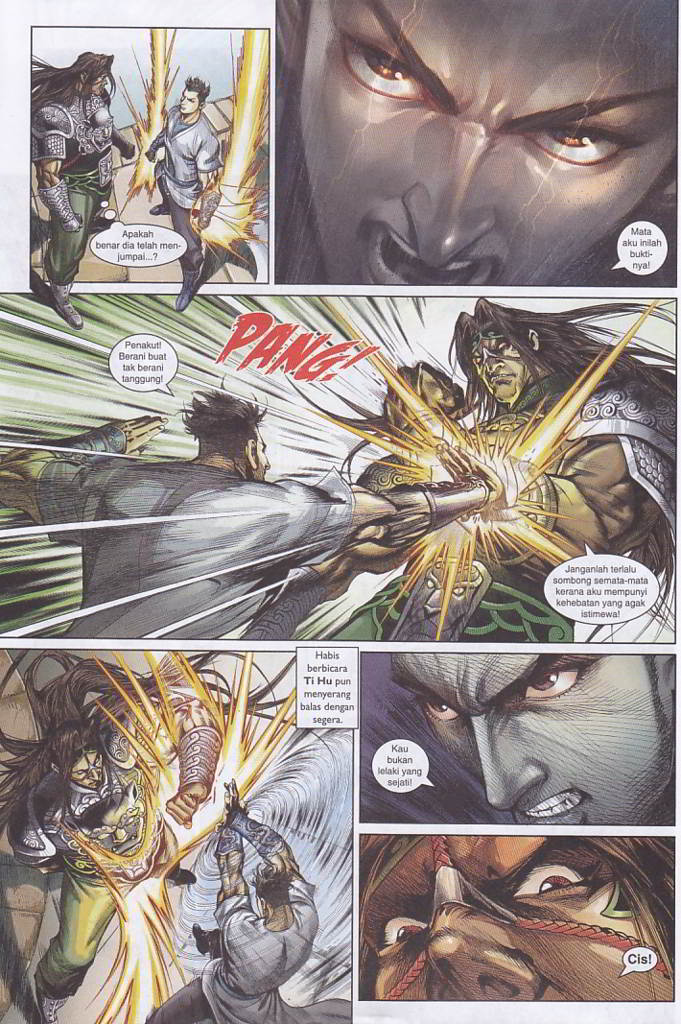 Apakah
benar dia telah men-
jumpai...?
Mata
aku inilah
bukti-
nya!
Penakut!
Berani buat
tak berani
tanggung!
PANG!
Janganlah terlalu
sombong semata-mata
kerana aku mempunyi
kehebatan yang agak
istimewa!
Habis
berbicara
Ti Hu pun
menyerang
balas dengan
segera.
Kau
bukan
lelaki yang
sejati!
Cis!